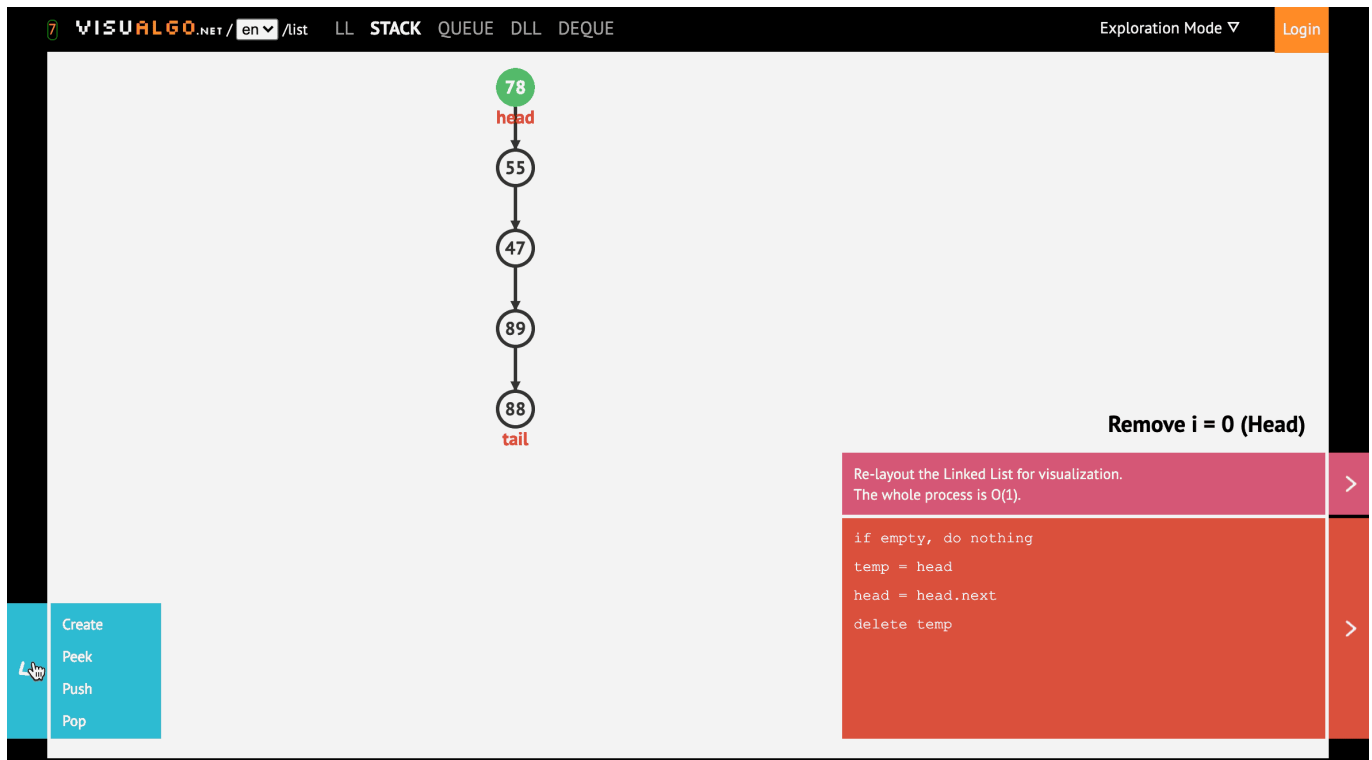 7 VISUALGO.NET / en /list LL STACK QUEUE DLL DEQUE Exploration Mode ▽ Login
78
head
55
47
89
88
tail
Remove i = 0 (Head)
Re-layout the Linked List for visualization.
The whole process is O(1).
if empty, do nothing
temp = head
head = head.next
delete temp
Create
Peek
Push
Pop